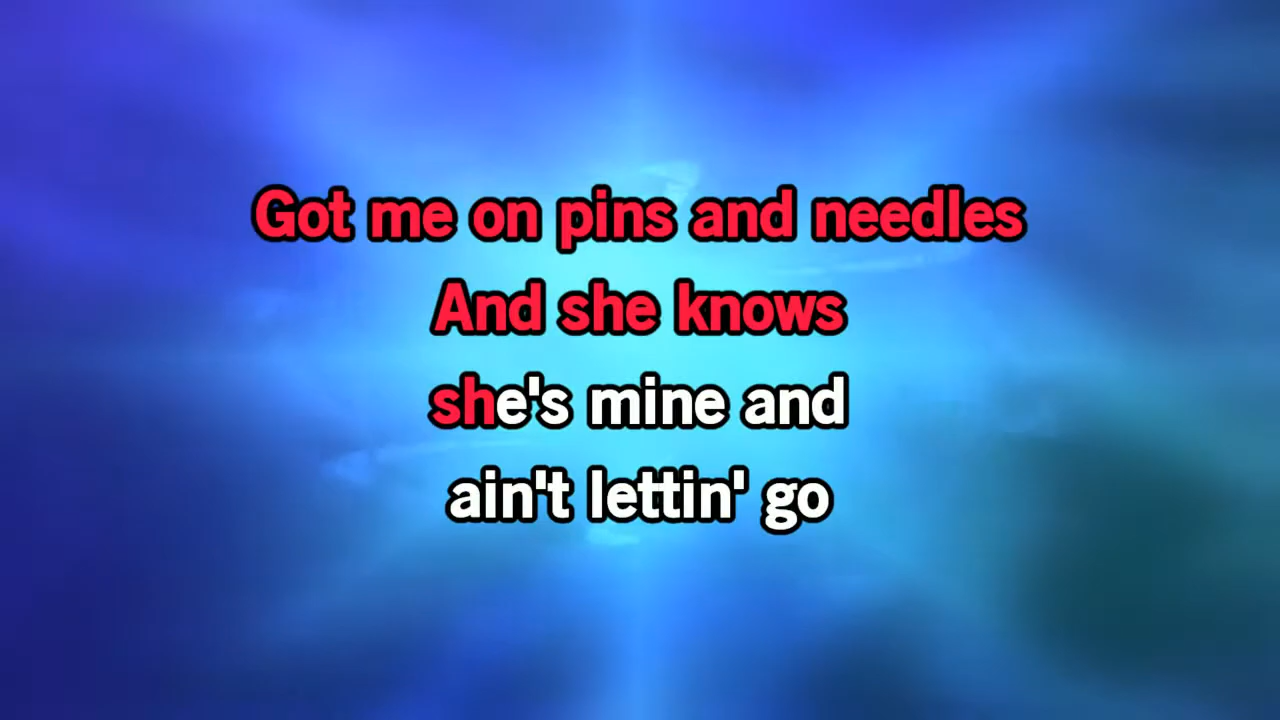 Got me on pins and needles
And she knows
she's mine and
ain't lettin' go